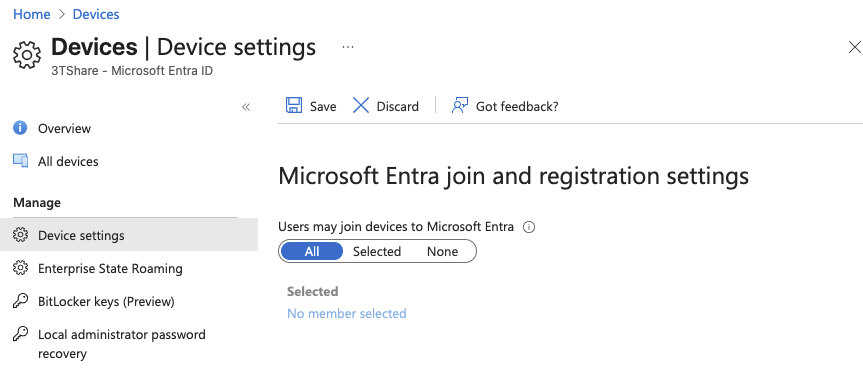 Home > Devices
Devices | Device settings ...
3TShare - Microsoft Entra ID
Save Discard Got feedback?
Overview
All devices
Manage
Device settings
Enterprise State Roaming
BitLocker keys (Preview)
Local administrator password
recovery
Microsoft Entra join and registration settings
Users may join devices to Microsoft Entra
All Selected None
Selected
No member selected